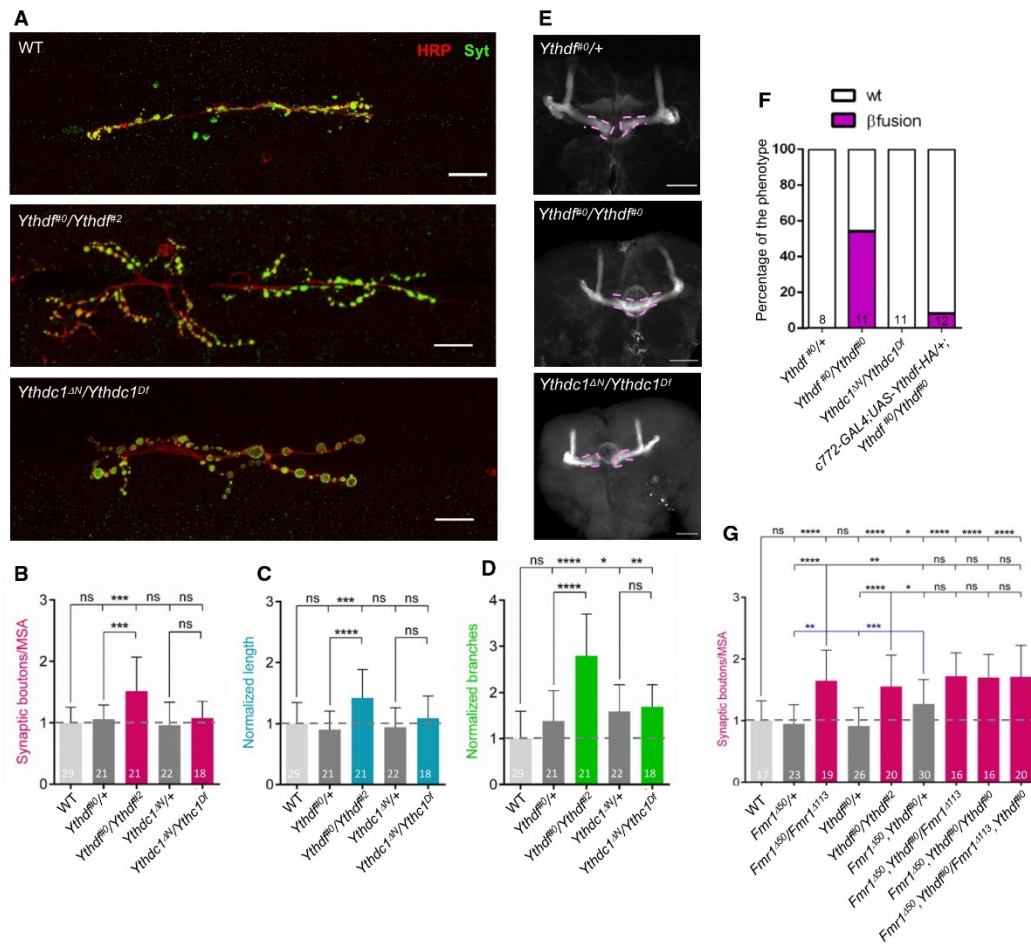 A
WT
HRP Syt
Ythdf#0/Ythdf#2
Ythdc1ΔN/Ythdc1Df
E
Ythdf#0/+
Ythdf#0/Ythdf#0
Ythdc1ΔN/Ythdc1Df
F
wt
βfusion
Percentage of the phenotype
100
80
60
40
20
0
8
11
11
12
Ythdf #0/+
Ythdf #0/Ythdf#0
Ythdc1ΔN/Ythdc1Df
c772-GAL4;UAS-Ythdf-HA/+;
Ythdf #0/Ythdf#0
B
ns *** ns ns
*** ns
Synaptic boutons/MSA
3
2
1
0
29 21 21 22 18
WT
Ythdf#0/+
Ythdf#0/Ythdf#2
Ythdc1ΔN/+
Ythdc1ΔN/Ythdc1Df
C
ns *** ns ns
**** ns
Normalized length
3
2
1
0
29 21 21 22 18
WT
Ythdf#0/+
Ythdf#0/Ythdf#2
Ythdc1ΔN/+
Ythdc1ΔN/Ythdc1Df
D
ns **** * **
**** ns
Normalized branches
4
3
2
1
0
29 21 21 22 18
WT
Ythdf#0/+
Ythdf#0/Ythdf#2
Ythdc1ΔN/+
Ythdc1ΔN/Ythdc1Df
G
ns **** ns **** * **** **** ****
**** ** ns ns ns
**** * ns ns ns
** ***
Synaptic boutons/MSA
3
2
1
0
17 23 19 26 20 30 16 16 20
WT
Fmr1Δ50/+
Fmr1Δ50/Fmr1Δ113
Ythdf#0/+
Ythdf#0/Ythdf#2
Fmr1Δ50,Ythdf#0/+
Fmr1Δ50,Ythdf#0/Fmr1Δ113
Fmr1Δ50,Ythdf#0/Ythdf#0
Fmr1Δ50,Ythdf#0/Fmr1Δ113,Ythdf#0